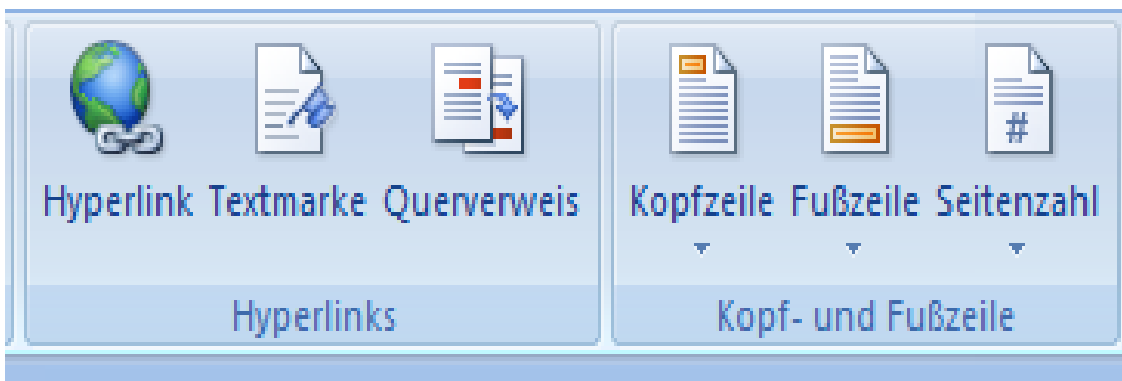 Hyperlink Textmarke Querverweis
Kopfzeile Fußzeile Seitenzahl
#
Hyperlinks
Kopf- und Fußzeile